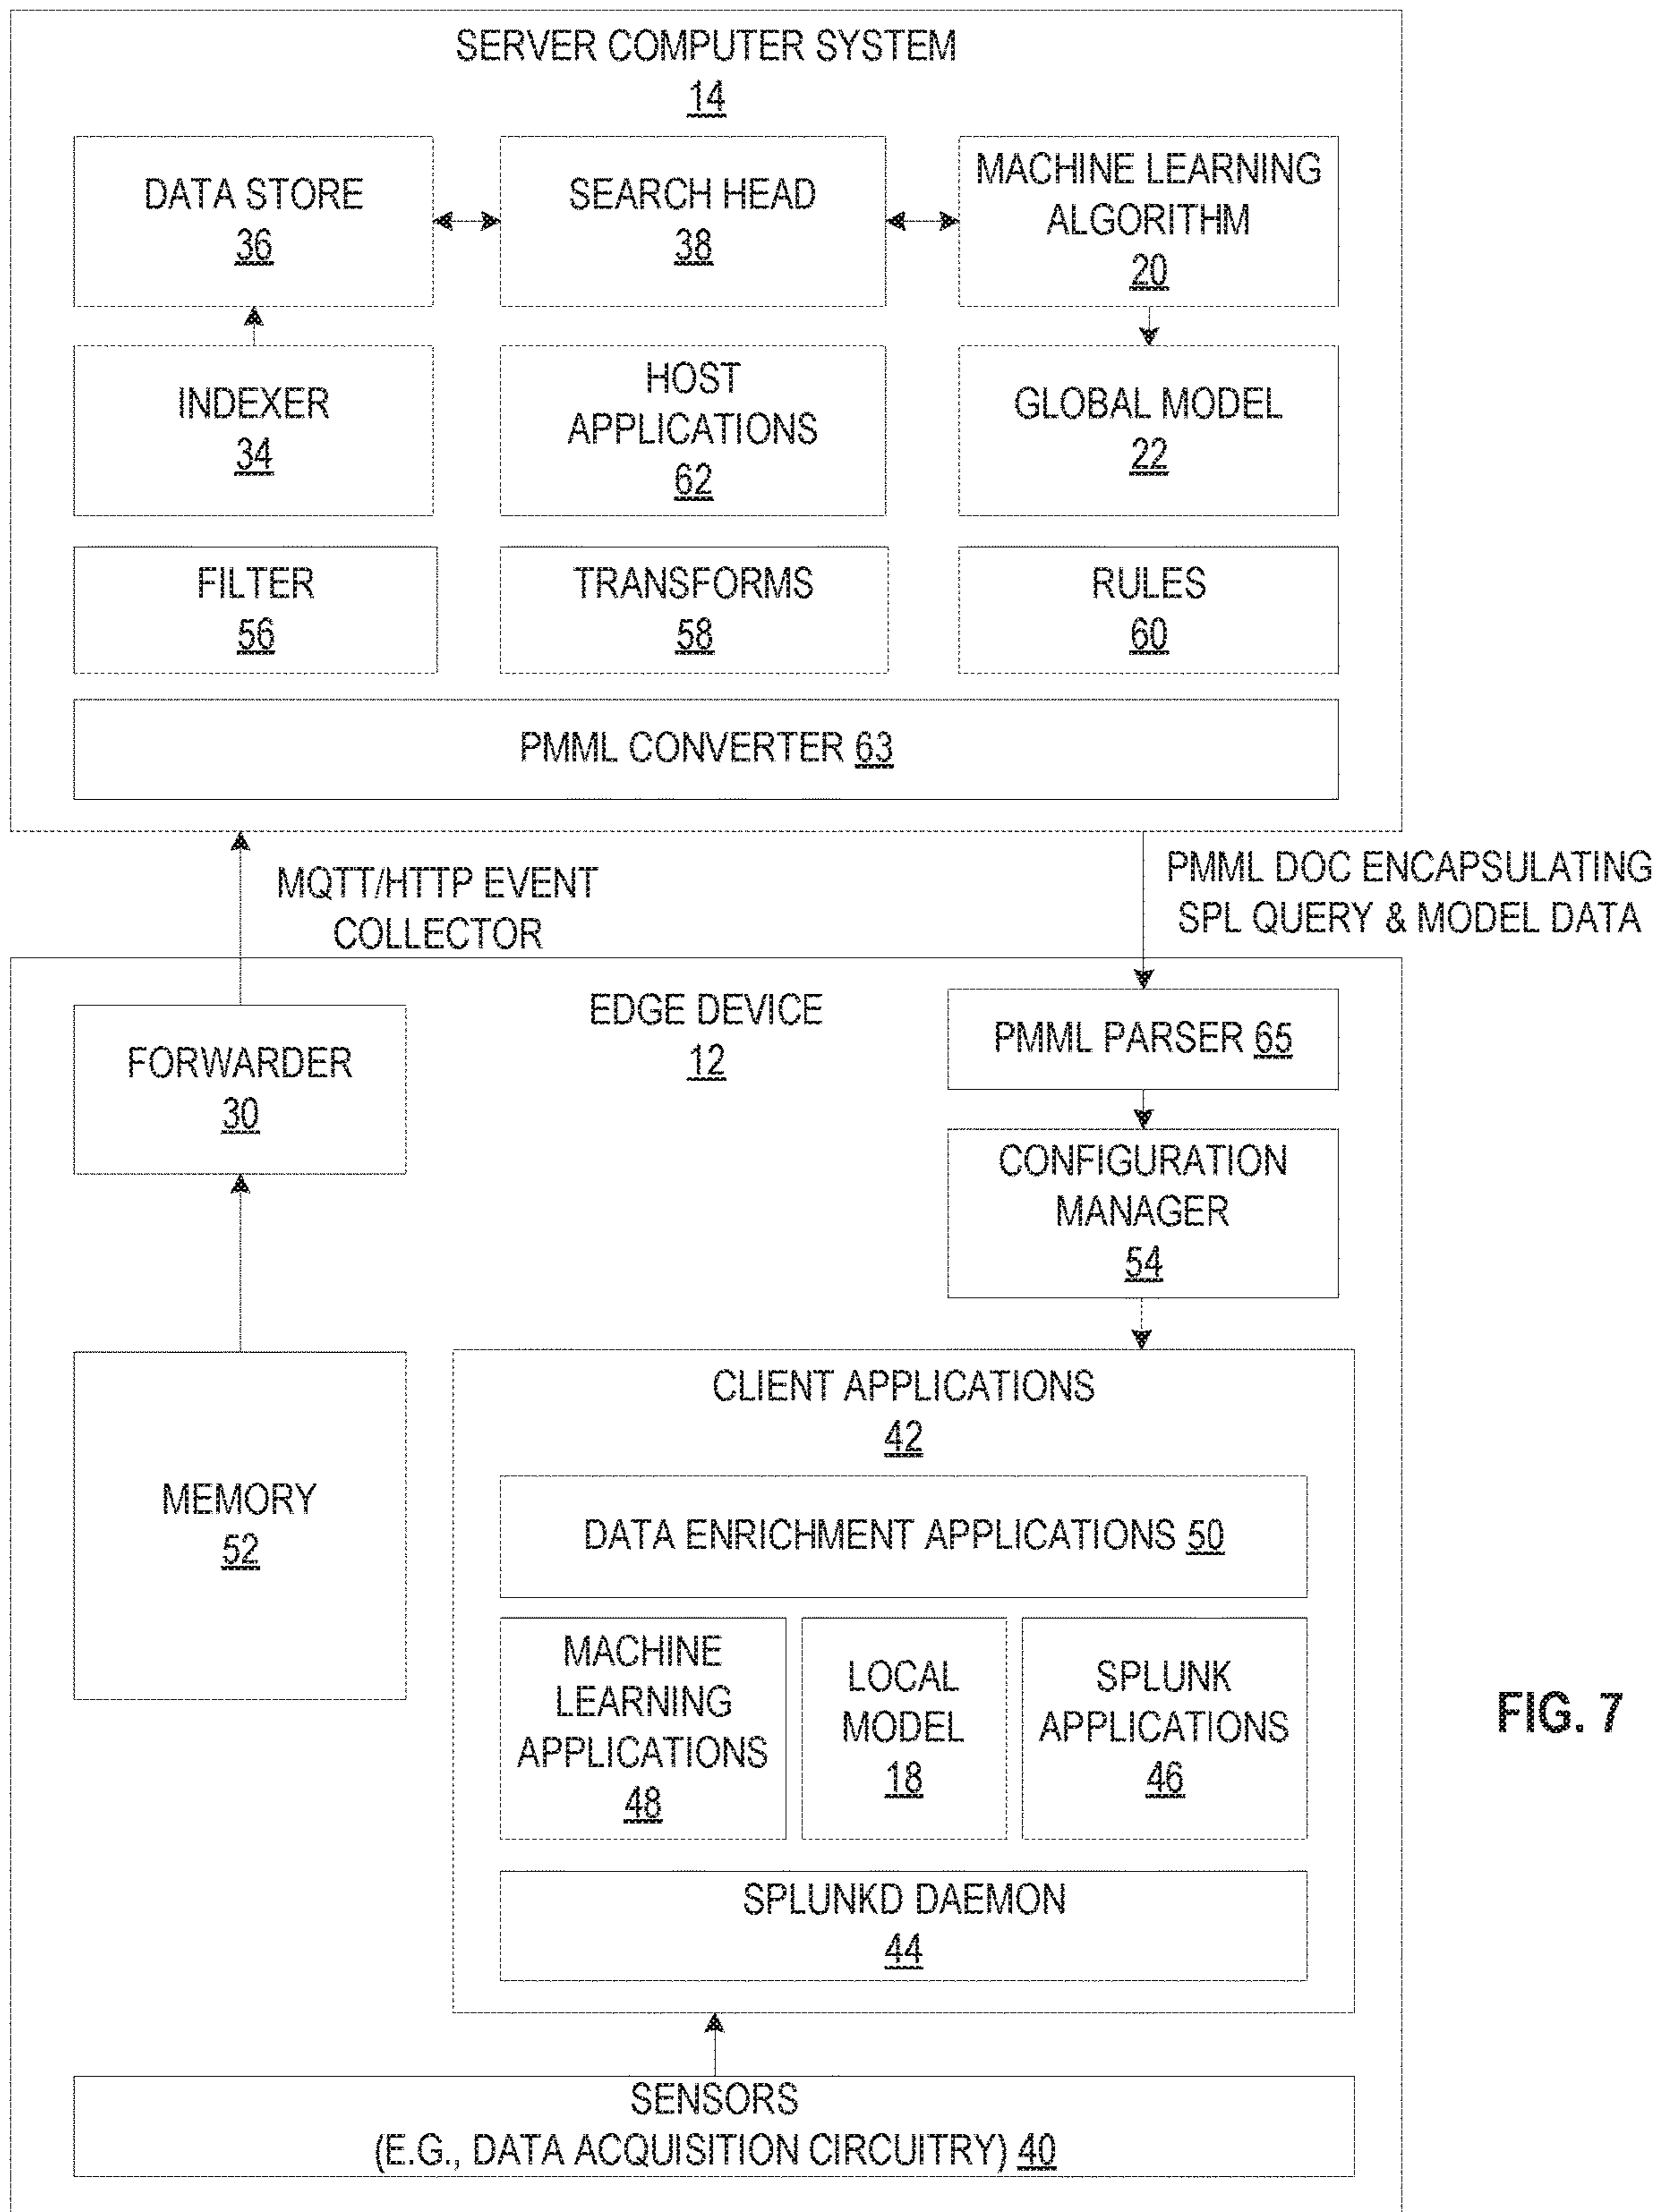 SERVER COMPUTER SYSTEM
14
DATA STORE
36
SEARCH HEAD
38
MACHINE LEARNING
ALGORITHM
20
INDEXER
34
HOST
APPLICATIONS
62
GLOBAL MODEL
22
FILTER
56
TRANSFORMS
58
RULES
60
PMML CONVERTER 63
MQTT/HTTP EVENT
COLLECTOR
PMML DOC ENCAPSULATING
SPL QUERY & MODEL DATA
EDGE DEVICE
12
FORWARDER
30
PMML PARSER 65
CONFIGURATION
MANAGER
54
MEMORY
52
CLIENT APPLICATIONS
42
DATA ENRICHMENT APPLICATIONS 50
MACHINE
LEARNING
APPLICATIONS
48
LOCAL
MODEL
18
SPLUNK
APPLICATIONS
46
SPLUNKD DAEMON
44
SENSORS
(E.G., DATA ACQUISITION CIRCUITRY) 40
FIG. 7